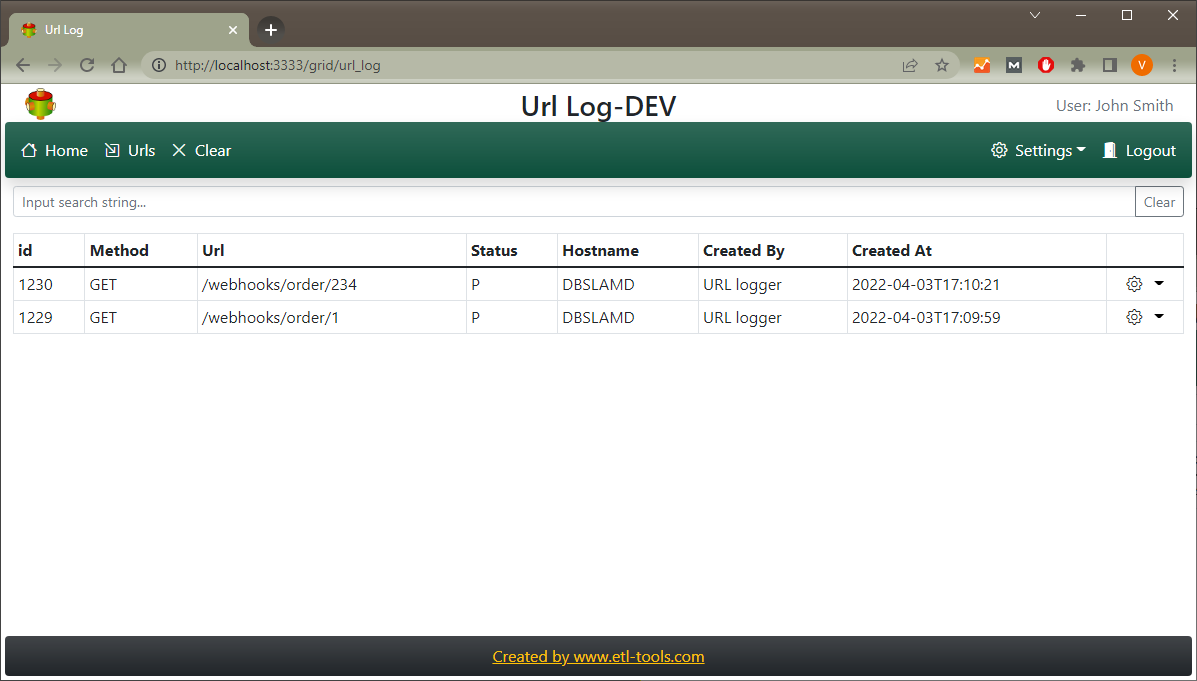 Url Log
http://localhost:3333/grid/url_log
M
V
Url Log-DEV
User: John Smith
Home Urls Clear Settings Logout
Input search string... Clear
id Method Url Status Hostname Created By Created At
1230 GET /webhooks/order/234 P DBSLAMD URL logger 2022-04-03T17:10:21
1229 GET /webhooks/order/1 P DBSLAMD URL logger 2022-04-03T17:09:59
Created by www.etl-tools.com